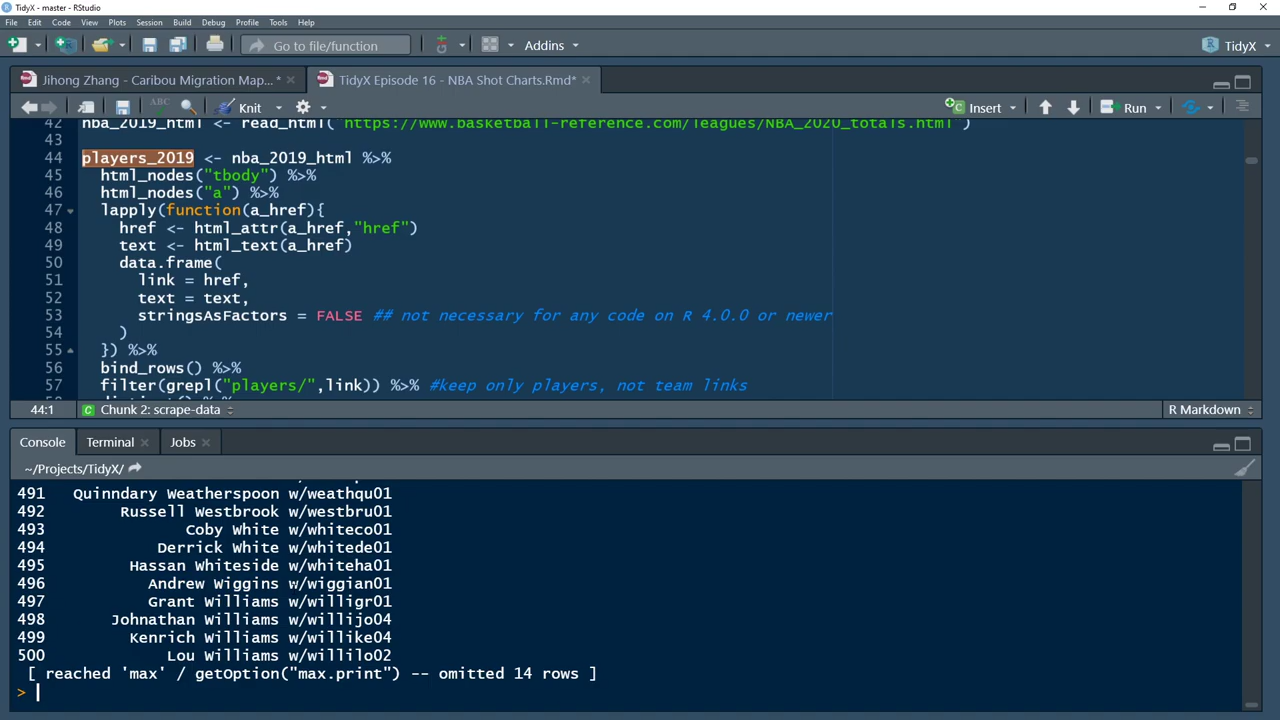 TidyX - master - RStudio
File Edit Code View Plots Session Build Debug Profile Tools Help
Go to file/function Addins TidyX
Jihong Zhang - Caribou Migration Map...* TidyX Episode 16 - NBA Shot Charts.Rmd*
ABC Knit Insert Run
42 nba_2019_html <- read_html("https://www.basketball-reference.com/leagues/NBA_2020_totals.html")
43
44 players_2019 <- nba_2019_html %>%
45 html_nodes("tbody") %>%
46 html_nodes("a") %>%
47 lapply(function(a_href){
48 href <- html_attr(a_href,"href")
49 text <- html_text(a_href)
50 data.frame(
51 link = href,
52 text = text,
53 stringsAsFactors = FALSE ## not necessary for any code on R 4.0.0 or newer
54 )
55 }) %>%
56 bind_rows() %>%
57 filter(grepl("players/",link)) %>% #keep only players, not team links
44:1 Chunk 2: scrape-data R Markdown
Console Terminal Jobs
~/Projects/TidyX/
491 Quinndary Weatherspoon w/weathqu01
492 Russell Westbrook w/westbru01
493 Coby White w/whiteco01
494 Derrick White w/whitede01
495 Hassan Whiteside w/whiteha01
496 Andrew Wiggins w/wiggian01
497 Grant Williams w/willigr01
498 Johnathan Williams w/willijo04
499 Kenrich Williams w/willike04
500 Lou Williams w/willilo02
[ reached 'max' / getOption("max.print") -- omitted 14 rows ]
>